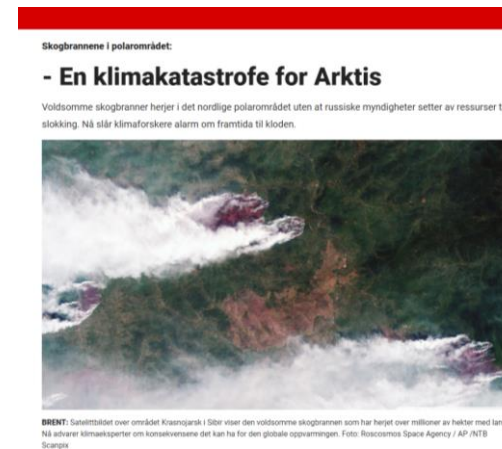 Skogbrannene i polarområdet:
- En klimakatastrofe for Arktis
Voldsomme skogbranner herjer i det nordlige polarområdet uten at russiske myndigheter setter av ressurser
slokking. Nå slår klimaforskere alarm om framtida til kloden.
BRENT: Satelittbildet over området Krasnojarsk i Sibir viser den voldsomme skogbrannen som har herjet over millioner av hekter med
Nå advarer klimaeksperter om konsekvensene det kan ha for den globale oppvarmingen. Foto: Roscosmos Space Agency / AP /NTB
Scanpix